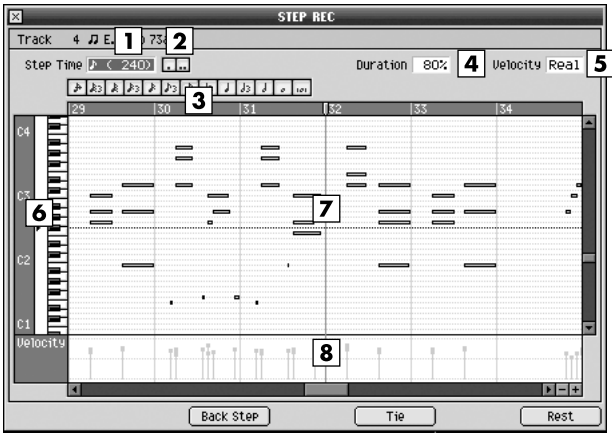 STEP REC
Track 4 E. 1 73 2
Step Time ( 240) . .. Duration 80% 4 Velocity Real 5
3
29 30 31 32 33 34
C4
C3
6 7
C2
C1
Velocity 8
- +
Back Step Tie Rest